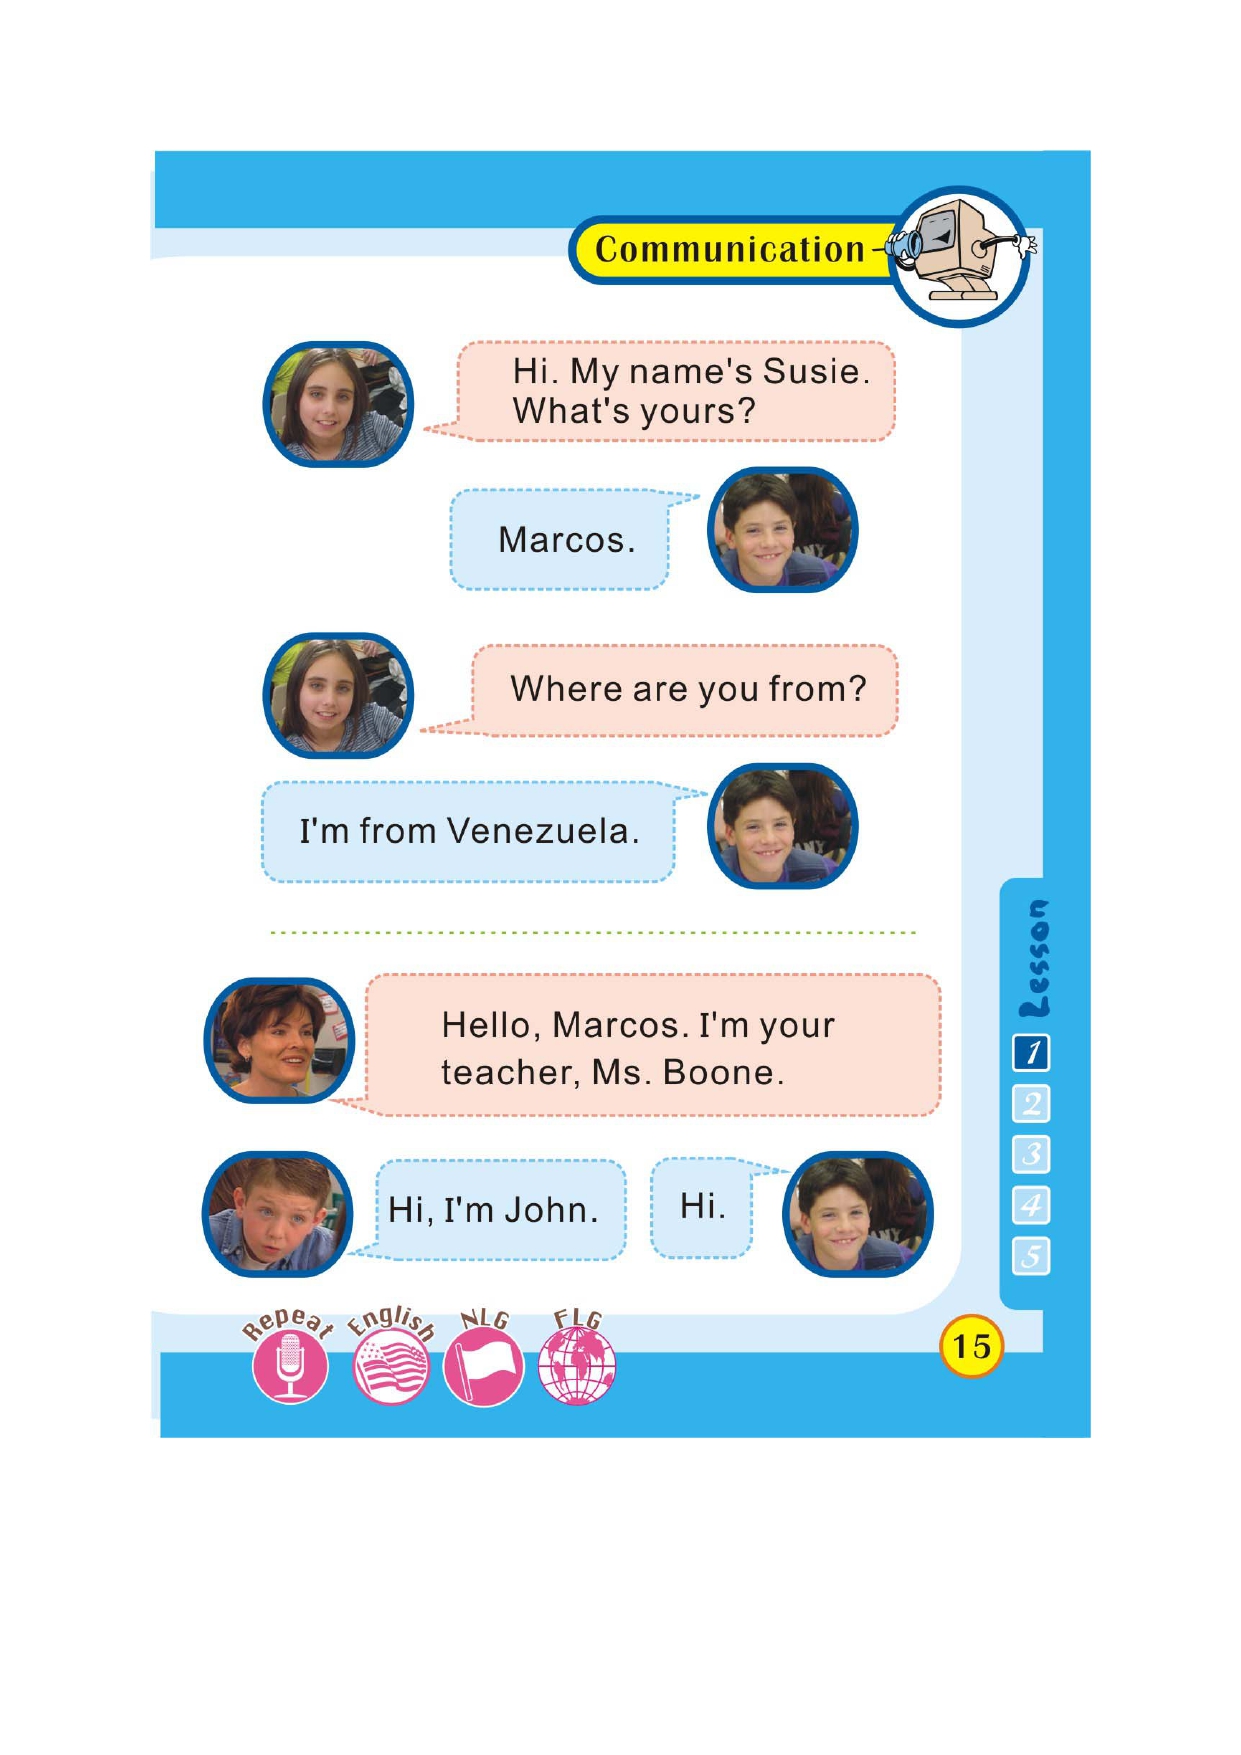 Communication
Hi. My name's Susie.
What's yours?
Marcos.
Where are you from?
I'm from Venezuela.
Hello, Marcos. I'm your
teacher, Ms. Boone.
Hi, I'm John.
Hi.
Lesson
1
2
3
4
5
Repeat
English
NLG
FLG
15